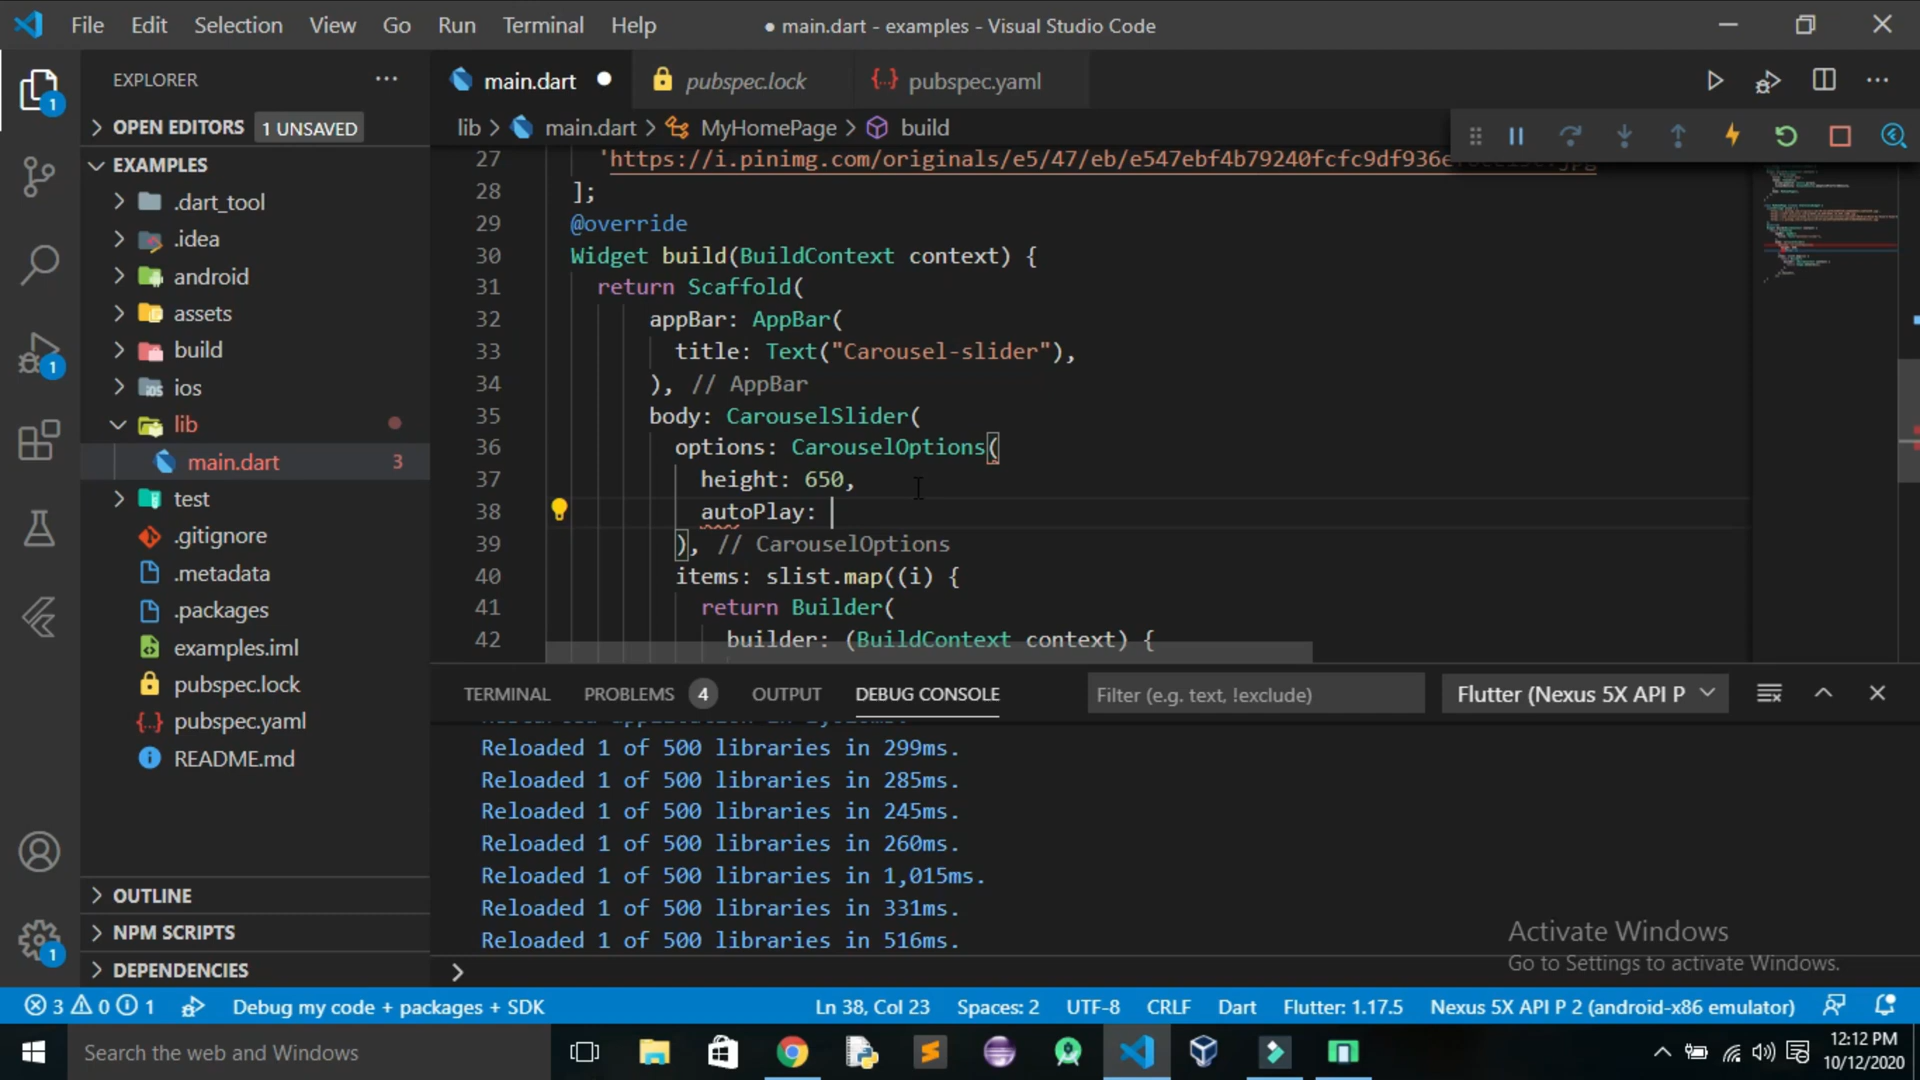 File Edit Selection View Go Run Terminal Help
● main.dart - examples - Visual Studio Code
EXPLORER
OPEN EDITORS 1 UNSAVED
EXAMPLES
.dart_tool
.idea
android
assets
build
ios
lib
main.dart 3
test
.gitignore
.metadata
.packages
examples.iml
pubspec.lock
pubspec.yaml
README.md
OUTLINE
NPM SCRIPTS
DEPENDENCIES
1
1
1
main.dart ● pubspec.lock pubspec.yaml
lib > main.dart > MyHomePage > build
27 'https://i.pinimg.com/originals/e5/47/eb/e547ebf4b79240fcfc9df936e
28 ];
29 @override
30 Widget build(BuildContext context) {
31 return Scaffold(
32 appBar: AppBar(
33 title: Text("Carousel-slider"),
34 ), // AppBar
35 body: CarouselSlider(
36 options: CarouselOptions(
37 height: 650,
38 autoPlay:
39 ), // CarouselOptions
40 items: slist.map((i) {
41 return Builder(
42 builder: (BuildContext context) {
TERMINAL PROBLEMS 4 OUTPUT DEBUG CONSOLE
Filter (e.g. text, !exclude)
Flutter (Nexus 5X API P
Reloaded 1 of 500 libraries in 299ms.
Reloaded 1 of 500 libraries in 285ms.
Reloaded 1 of 500 libraries in 245ms.
Reloaded 1 of 500 libraries in 260ms.
Reloaded 1 of 500 libraries in 1,015ms.
Reloaded 1 of 500 libraries in 331ms.
Reloaded 1 of 500 libraries in 516ms.
Activate Windows
Go to Settings to activate Windows.
3 0 1 Debug my code + packages + SDK Ln 38, Col 23 Spaces: 2 UTF-8 CRLF Dart Flutter: 1.17.5 Nexus 5X API P 2 (android-x86 emulator)
Search the web and Windows
12:12 PM
10/12/2020